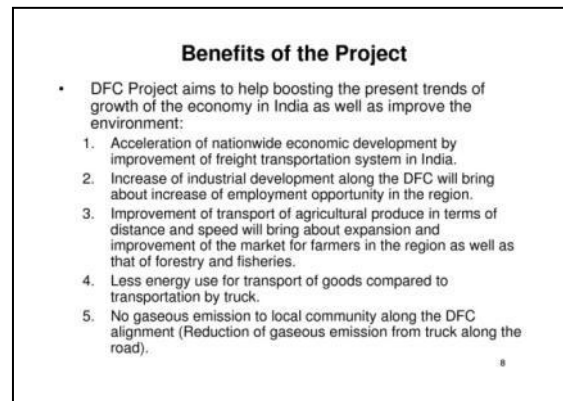 Benefits of the Project
• DFC Project aims to help boosting the present trends of
growth of the economy in India as well as improve the
environment:
1. Acceleration of nationwide economic development by
improvement of freight transportation system in India.
2. Increase of industrial development along the DFC will bring
about increase of employment opportunity in the region.
3. Improvement of transport of agricultural produce in terms of
distance and speed will bring about expansion and
improvement of the market for farmers in the region as well as
that of forestry and fisheries.
4. Less energy use for transport of goods compared to
transportation by truck.
5. No gaseous emission to local community along the DFC
alignment (Reduction of gaseous emission from truck along the
road).
8